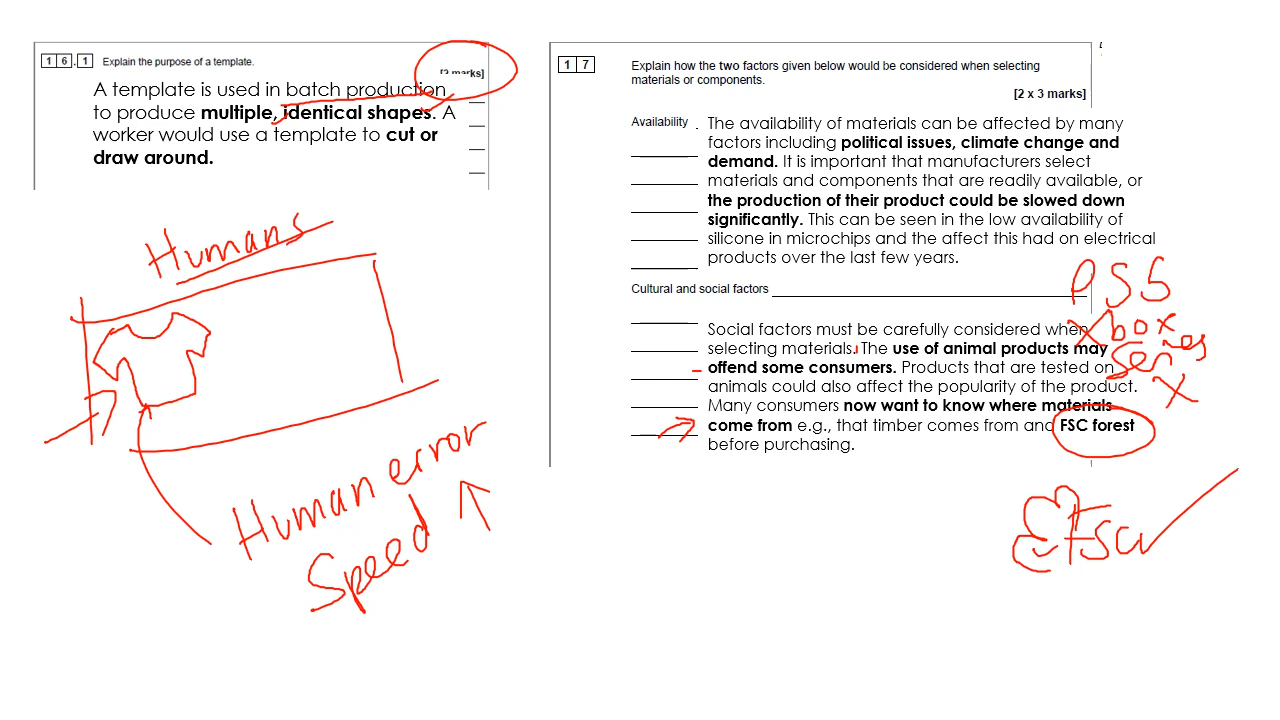 16.1 Explain the purpose of a template.
[2 marks]
A template is used in batch production
to produce multiple, identical shapes. A
worker would use a template to cut or
draw around.
Humans
Human error
Speed ↑
17 Explain how the two factors given below would be considered when selecting
materials or components.
[2 x 3 marks]
Availability
The availability of materials can be affected by many
factors including political issues, climate change and
demand. It is important that manufacturers select
materials and components that are readily available, or
the production of their product could be slowed down
significantly. This can be seen in the low availability of
silicone in microchips and the affect this had on electrical
products over the last few years.
Cultural and social factors
PS5
Xbox
Series
X
Social factors must be carefully considered when
selecting materials. The use of animal products may
offend some consumers. Products that are tested on
animals could also affect the popularity of the product.
Many consumers now want to know where materials
come from e.g., that timber comes from and FSC forest
before purchasing.